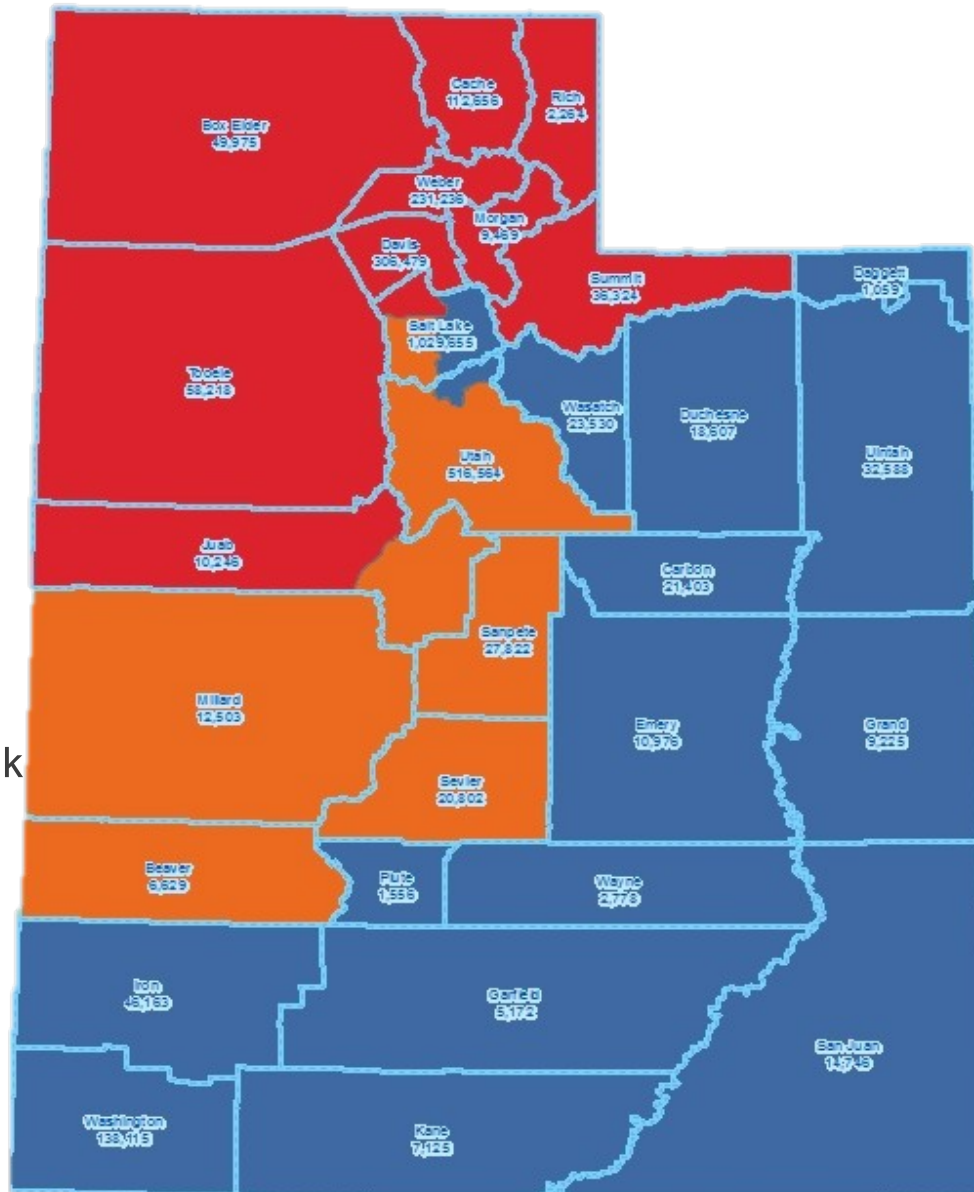 Cache
112,656
Rich
2,264
Box Elder
49,975
Weber
231,236
Morgan
9,469
Davis
306,479
Summit
36,324
Daggett
1,059
Salt Lake
1,029,655
Tooele
58,218
Wasatch
23,530
Duchesne
18,607
Uintah
32,588
Utah
516,564
Juab
10,246
Carbon
21,403
Sanpete
27,822
Millard
12,503
Emery
10,976
Grand
9,225
k
Sevier
20,802
Beaver
6,629
Piute
1,556
Wayne
2,778
Iron
46,163
Garfield
5,172
San Juan
14,746
Washington
138,115
Kane
7,125